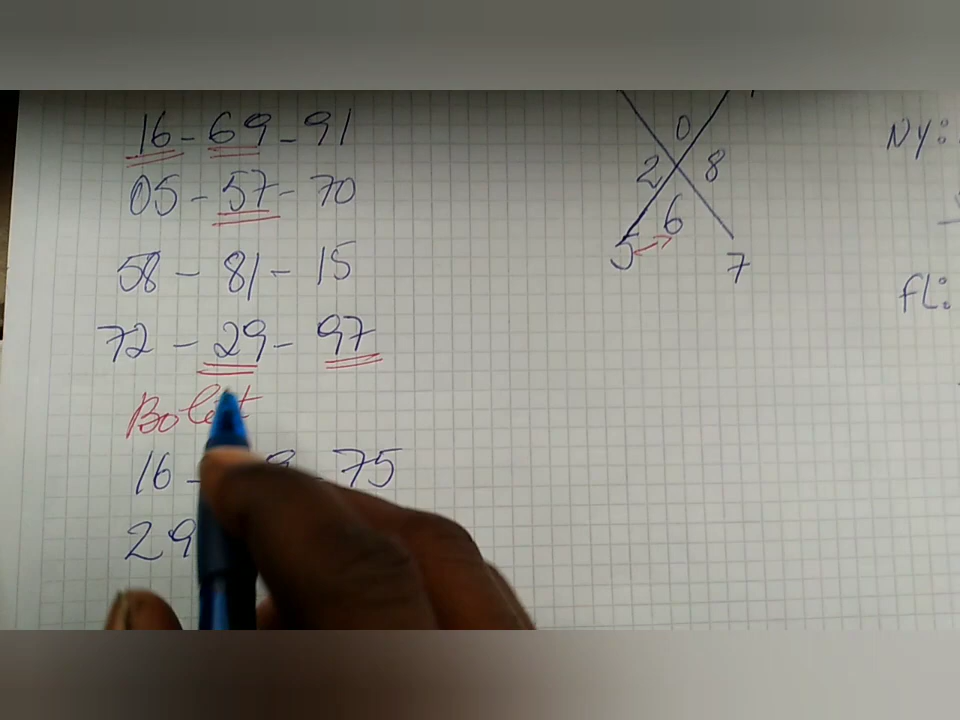 16 - 69 - 91
05 - 57 - 70
58 - 81 - 15
72 - 29 - 97
16 - - 75
29
0
2 8
6
5
7
NY:
FL: